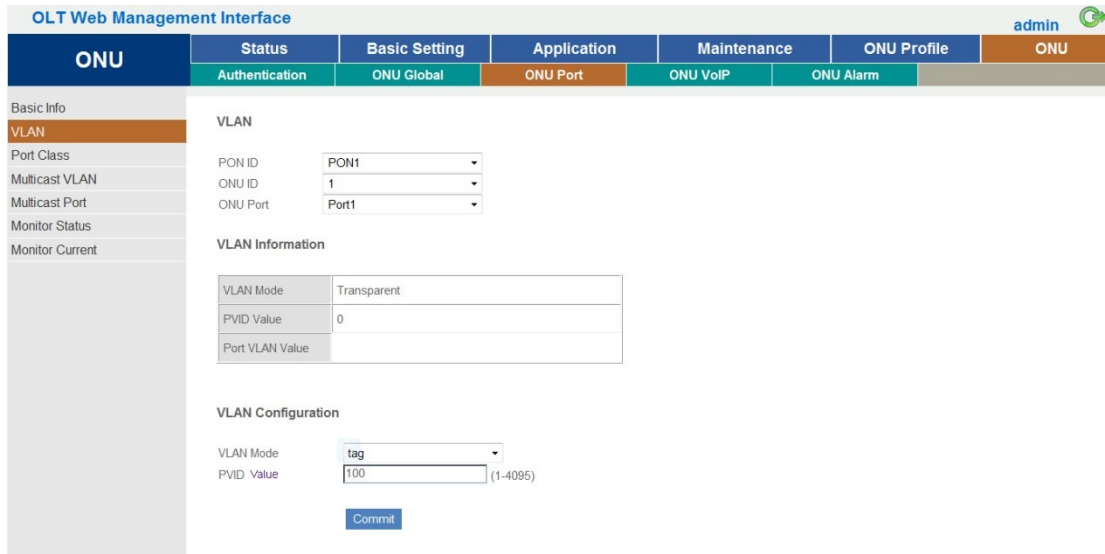 OLT Web Management Interface
admin
ONU
Status Basic Setting Application Maintenance ONU Profile ONU
Authentication ONU Global ONU Port ONU VoIP ONU Alarm
Basic Info
VLAN
Port Class
Multicast VLAN
Multicast Port
Monitor Status
Monitor Current
VLAN
PON ID PON1
ONU ID 1
ONU Port Port1
VLAN Information
VLAN Mode Transparent
PVID Value 0
Port VLAN Value
VLAN Configuration
VLAN Mode tag
PVID Value 100 (1-4095)
Commit